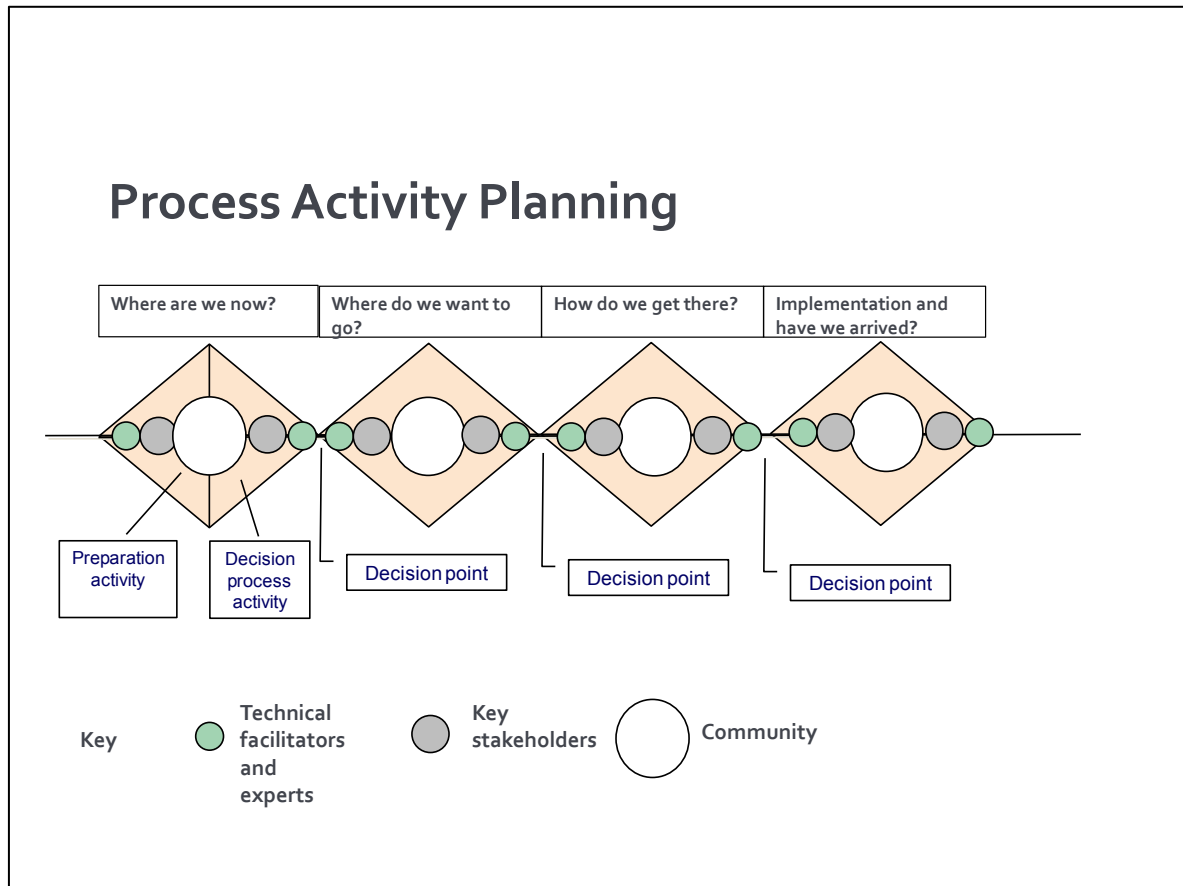 Process Activity Planning
Where are we now?
Where do we want to
go?
How do we get there?
Implementation and
have we arrived?
Preparation
activity
Decision
process
activity
Decision point
Decision point
Decision point
Key
Technical
facilitators
and
experts
Key
stakeholders
Community